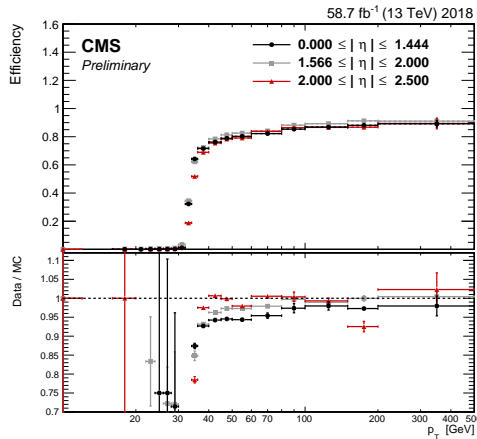 58.7 fb⁻¹ (13 TeV) 2018
Efficiency
1.6
1.4
1.2
1
0.8
0.6
0.4
0.2
CMS
Preliminary
0.000 ≤| η | ≤ 1.444
1.566 ≤| η | ≤ 2.000
2.000 ≤| η | ≤ 2.500
Data / MC
1.1
1.05
1
0.95
0.9
0.85
0.8
0.75
0.7
20 30 40 50 60 70 100 200 300 400 50
p_T [GeV]